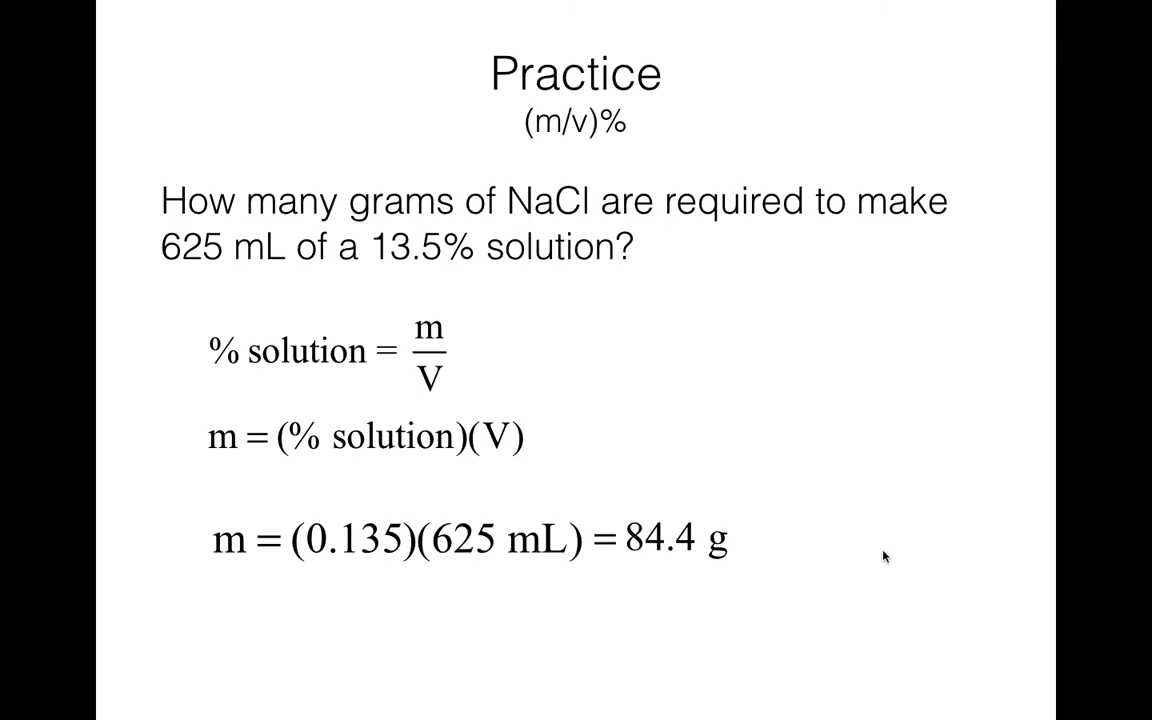 Practice
(m/v)%
How many grams of NaCl are required to make
625 mL of a 13.5% solution?
% solution = m/V
m = (% solution)(V)
m = (0.135)(625 mL) = 84.4 g